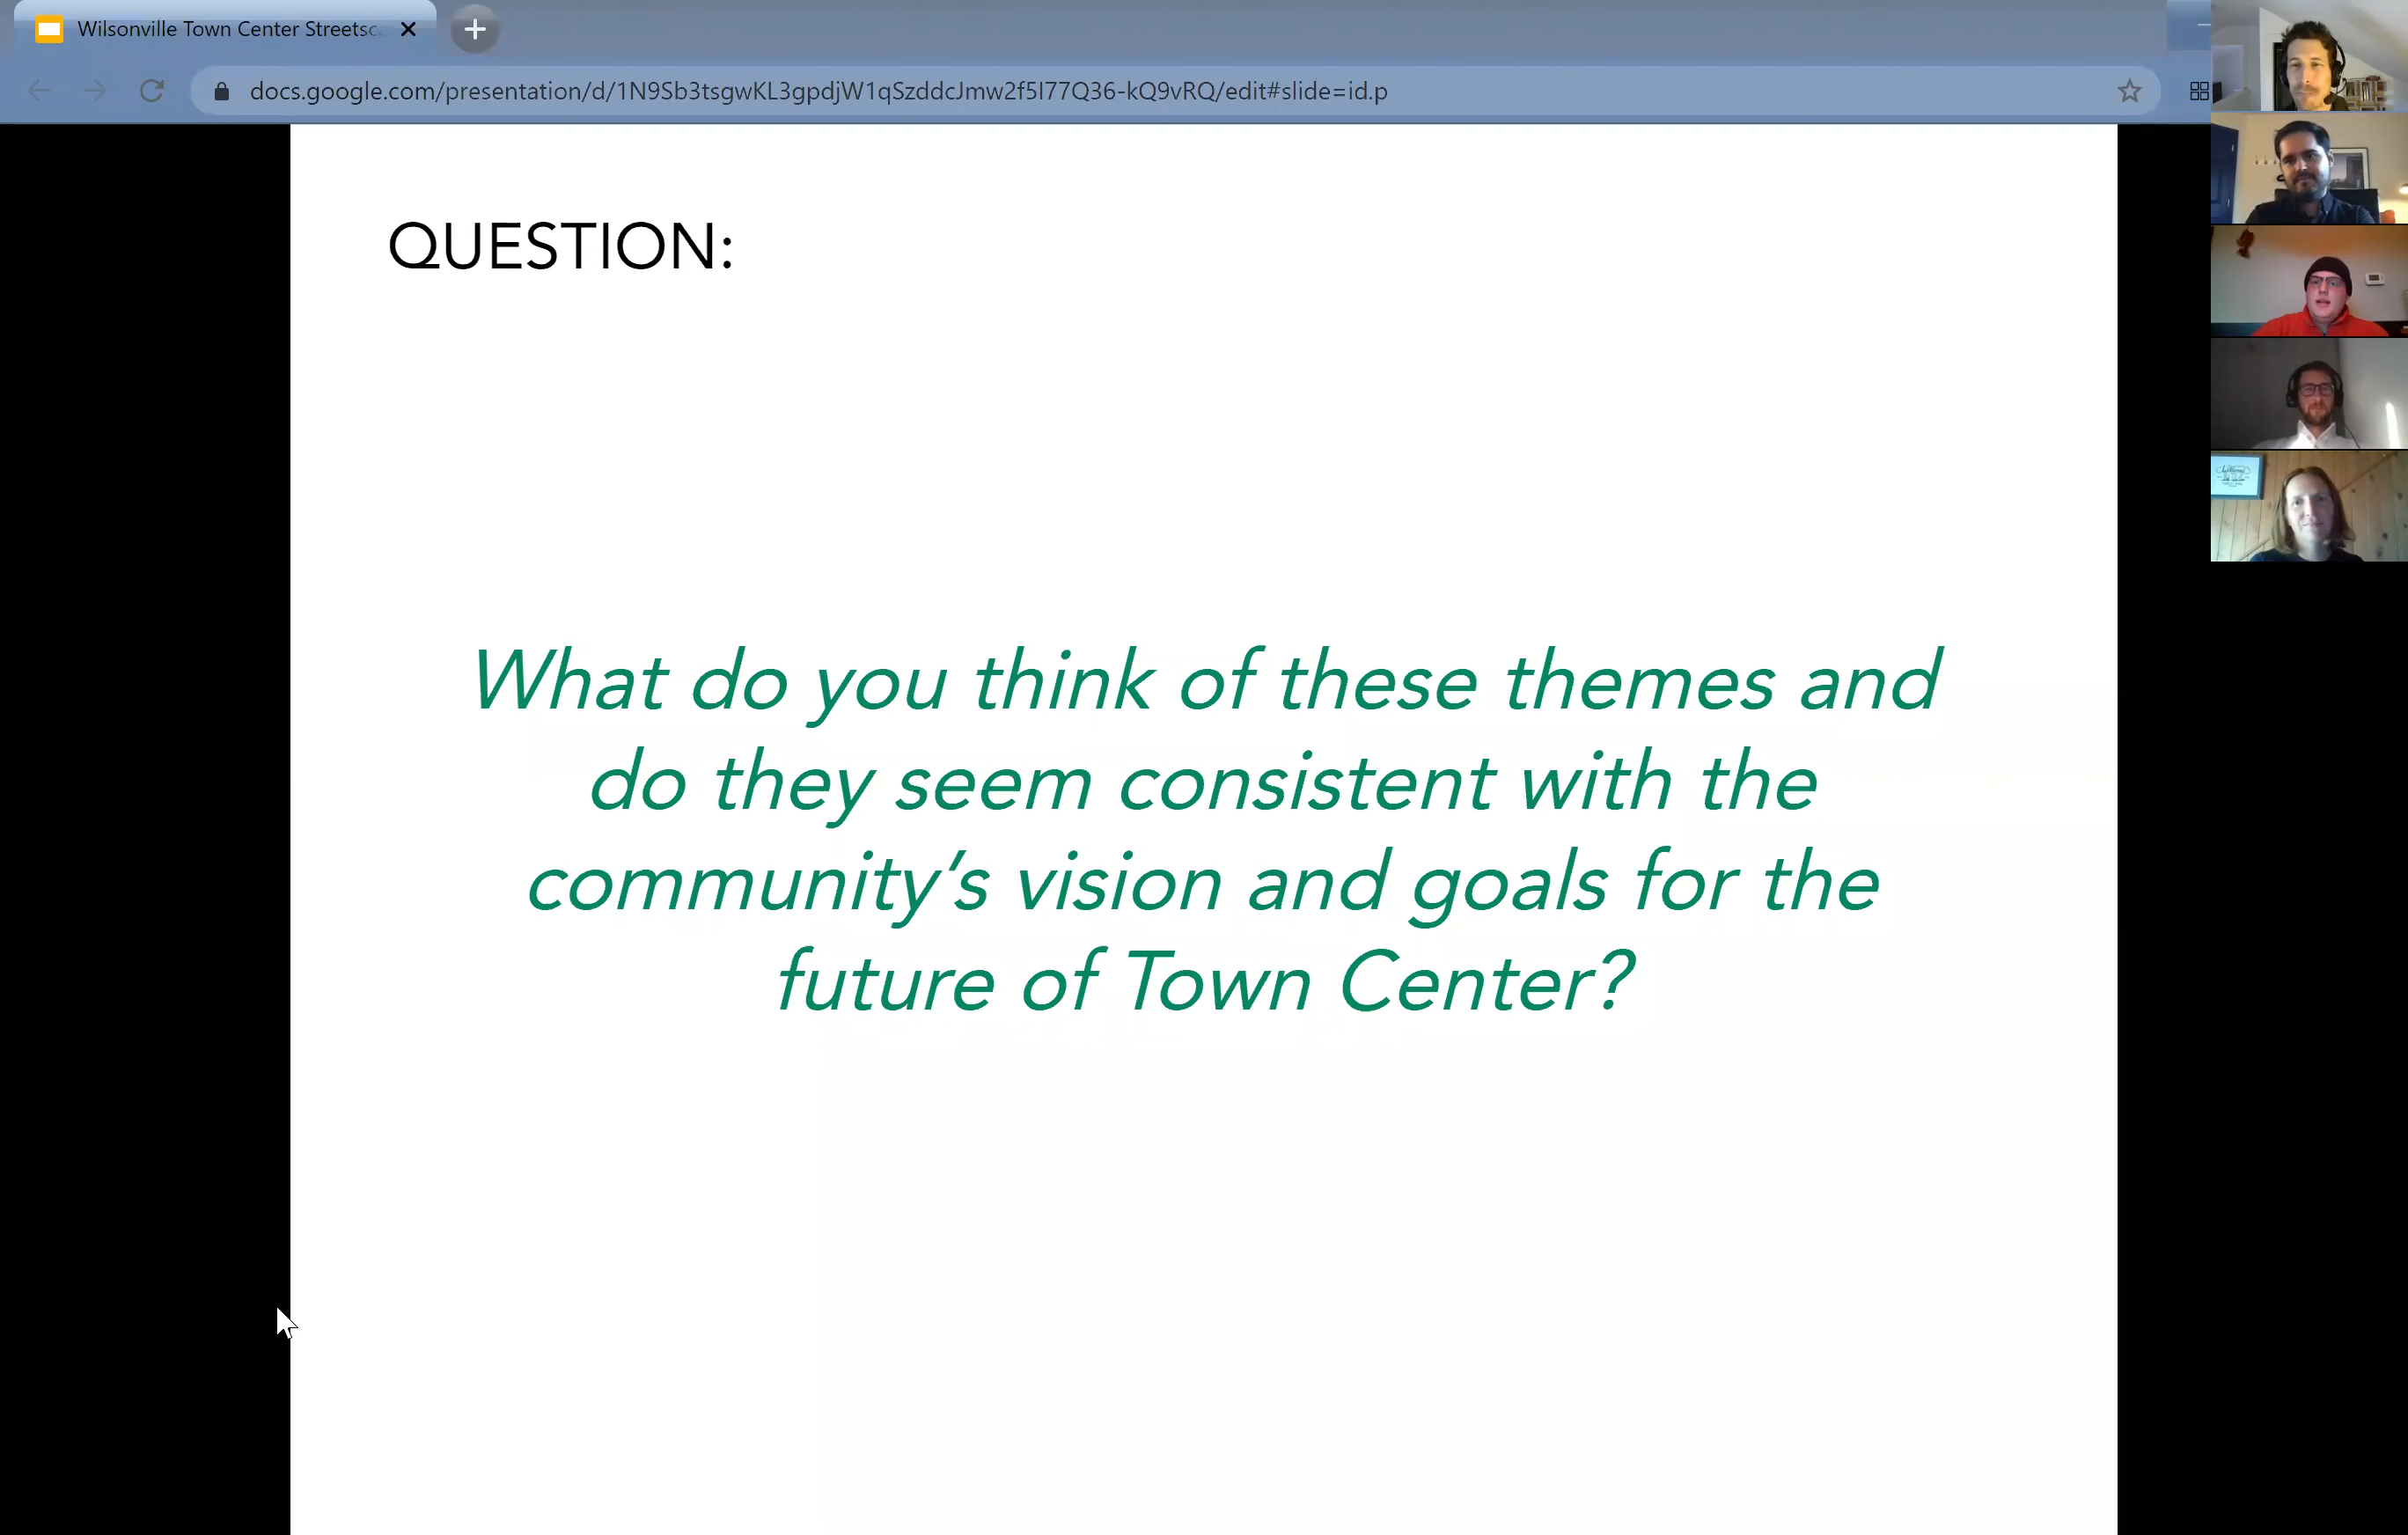 Wilsonville Town Center Streetsc
docs.google.com/presentation/d/1N9Sb3tsgwKL3gpdjW1qSzddcJmw2f5I77Q36-kQ9vRQ/edit#slide=id.p
QUESTION:
What do you think of these themes and
do they seem consistent with the
community's vision and goals for the
future of Town Center?